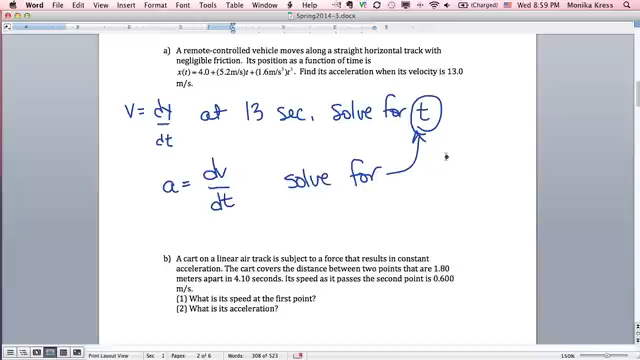 Word File Edit View Insert Format Font Tools Table Window Help
(Charged) Wed 8:59 PM Monika Kress
Spring2014-3.docx
a) A remote-controlled vehicle moves along a straight horizontal track with
negligible friction. Its position as a function of time is
x(t) = 4.0 + (5.2m/s)t + (1.6m/s³)t³. Find its acceleration when its velocity is 13.0
m/s.
V = dx/dt at 13 sec. solve for t
a = dv/dt solve for
b) A cart on a linear air track is subject to a force that results in constant
acceleration. The cart covers the distance between two points that are 1.80
meters apart in 4.10 seconds. Its speed as it passes the second point is 0.600
m/s.
(1) What is its speed at the first point?
(2) What is its acceleration?
Print Layout View Sec 1 Pages: 2 of 6 Words: 308 of 523 150%